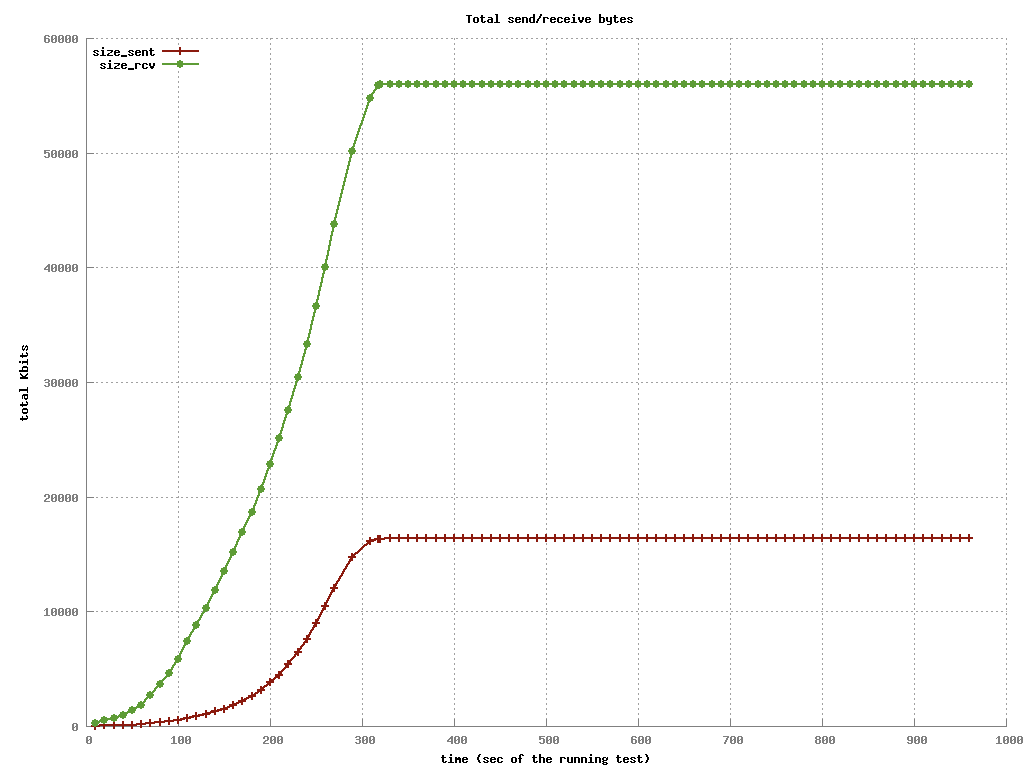 Total send/receive bytes
60000
size_sent
size_rcv
50000
40000
30000
total Kbits
20000
10000
0
0 100 200 300 400 500 600 700 800 900 1000
time (sec of the running test)